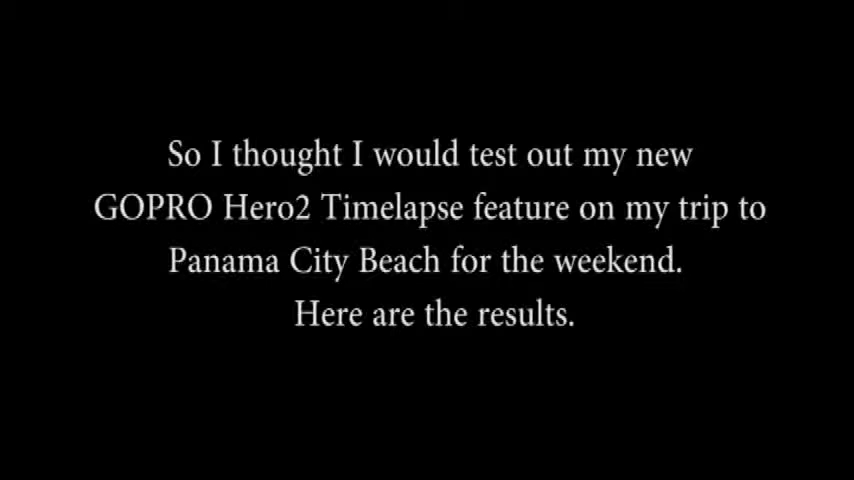 So I thought I would test out my new
GOPRO Hero2 Timelapse feature on my trip to
Panama City Beach for the weekend.
Here are the results.